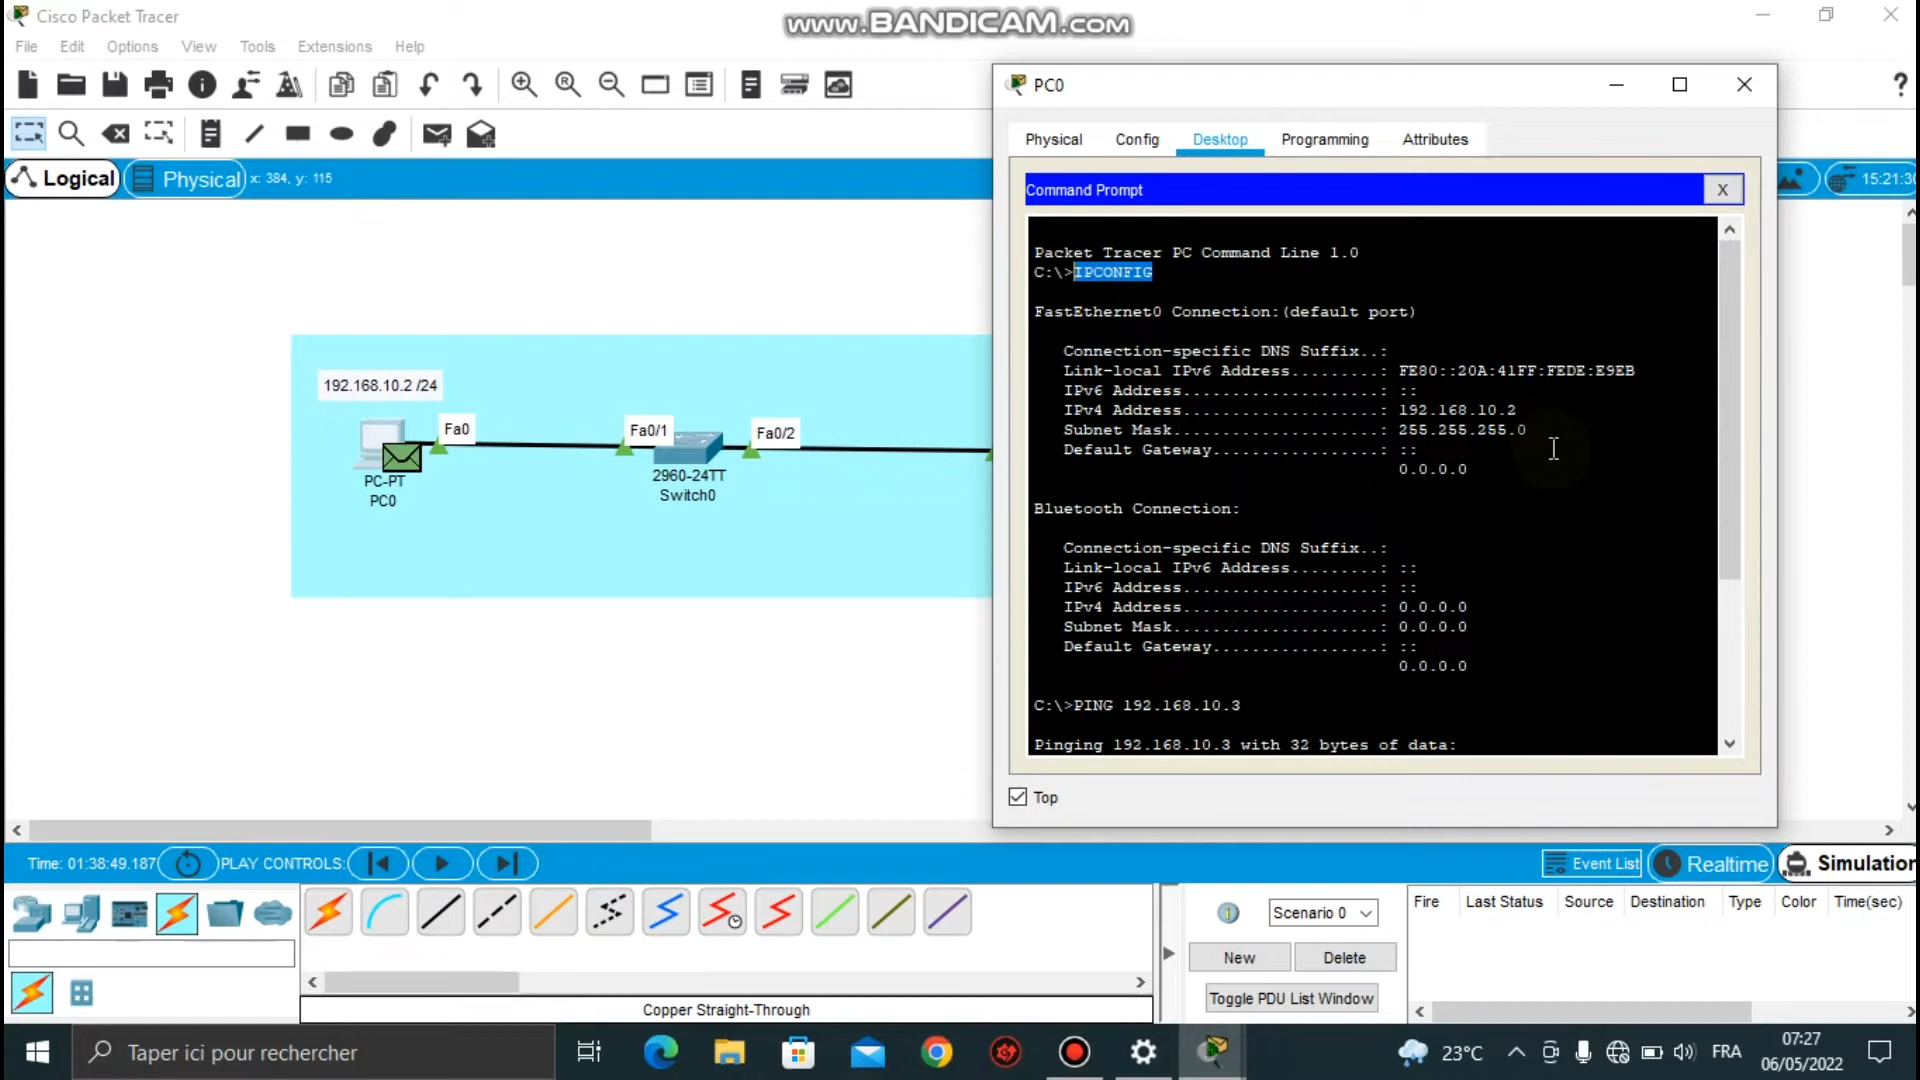 Cisco Packet Tracer
www.BANDICAM.com
File Edit Options View Tools Extensions Help
Logical Physical x: 384, y: 115
15:21:30
PC0
Physical Config Desktop Programming Attributes
Command Prompt X
Packet Tracer PC Command Line 1.0
C:\>IPCONFIG
FastEthernet0 Connection:(default port)
Connection-specific DNS Suffix..:
Link-local IPv6 Address.........: FE80::20A:41FF:FEDE:E9EB
IPv6 Address....................: ::
IPv4 Address....................: 192.168.10.2
Subnet Mask.....................: 255.255.255.0
Default Gateway.................: ::
0.0.0.0
Bluetooth Connection:
Connection-specific DNS Suffix..:
Link-local IPv6 Address.........: ::
IPv6 Address....................: ::
IPv4 Address....................: 0.0.0.0
Subnet Mask.....................: 0.0.0.0
Default Gateway.................: ::
0.0.0.0
C:\>PING 192.168.10.3
Pinging 192.168.10.3 with 32 bytes of data:
Top
192.168.10.2 /24
Fa0
Fa0/1
Fa0/2
PC-PT
PC0
2960-24TT
Switch0
Time: 01:38:49.187 PLAY CONTROLS:
Event List Realtime Simulation
Scenario 0
New Delete
Toggle PDU List Window
Fire Last Status Source Destination Type Color Time(sec)
Copper Straight-Through
Taper ici pour rechercher
23°C
FRA
07:27
06/05/2022